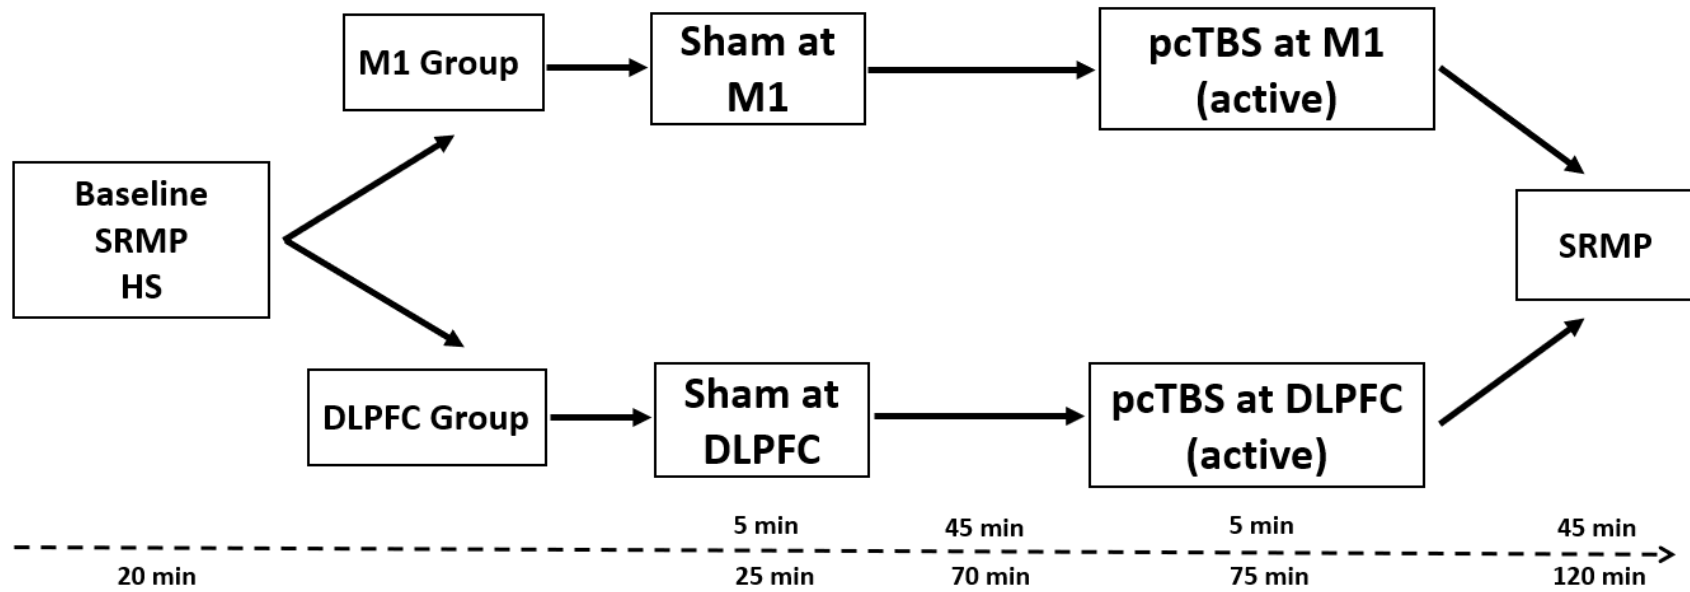 Baseline
SRMP
HS
M1 Group
Sham at
M1
pcTBS at M1
(active)
DLPFC Group
Sham at
DLPFC
pcTBS at DLPFC
(active)
SRMP
5 min
45 min
5 min
45 min
20 min
25 min
70 min
75 min
120 min